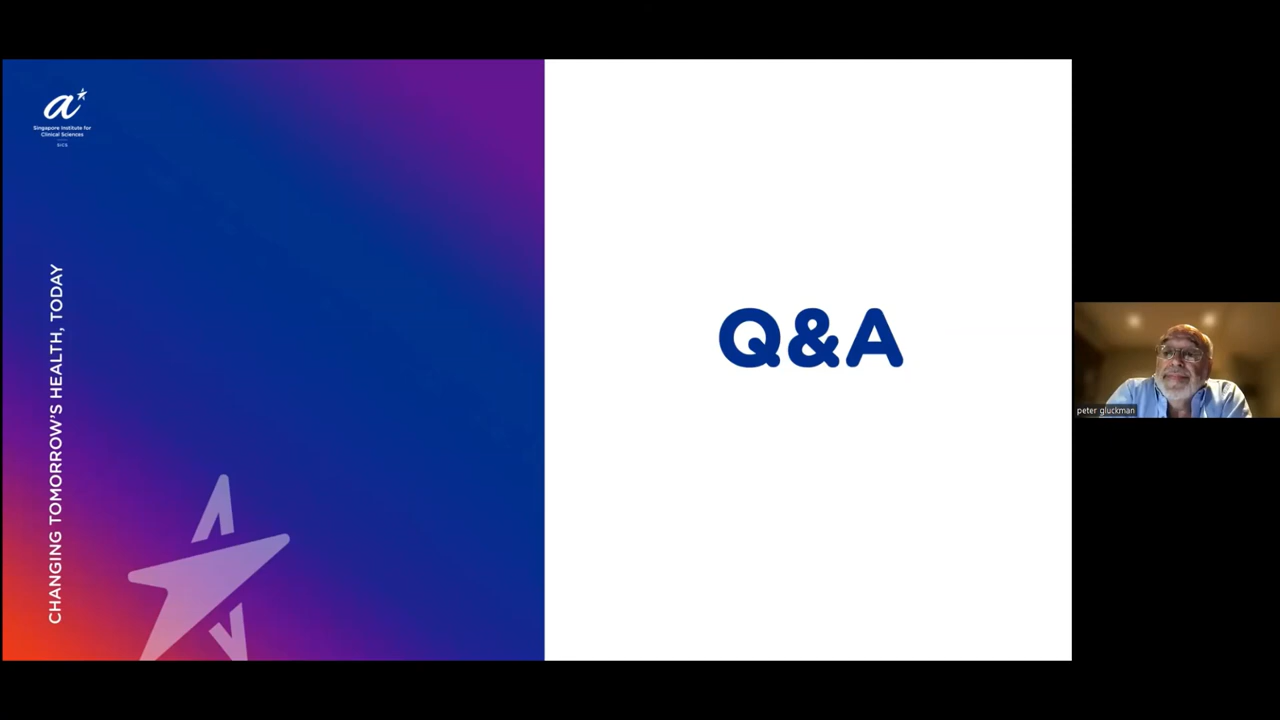 a
Singapore Institute for
Clinical Sciences
SICS
CHANGING TOMORROW'S HEALTH, TODAY
Q&A
peter gluckman